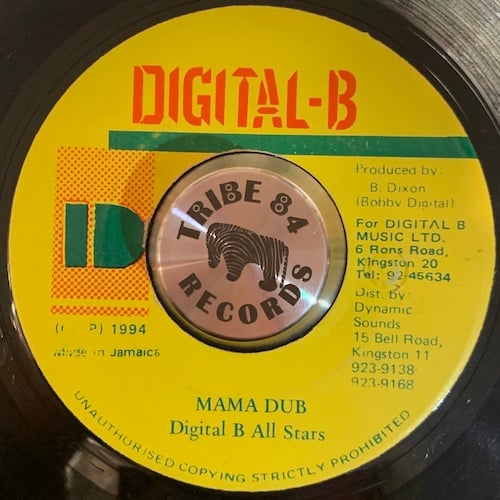 DIGITAL-B
Produced by:
B. Dixon
(Bobby Digital)
For DIGITAL B
MUSIC LTD.
6 Rons Road,
Kingston 20
Tel: 92-45634
Dist. by:
Dynamic
Sounds
15 Bell Road,
Kingston 11
923-9138-
923-9168
TRIBE 84
RECORDS
D
1994
Made in Jamaica
MAMA DUB
Digital B All Stars
UNAUTHORISED COPYING STRICTLY PROHIBITED